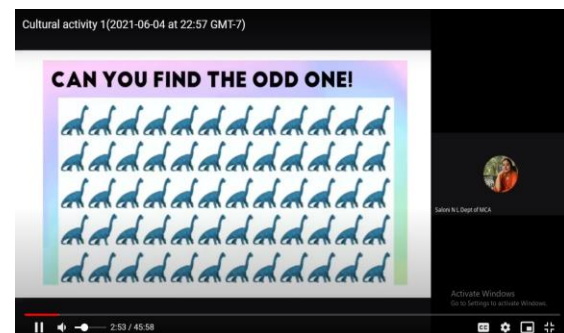 Cultural activity 1(2021-06-04 at 22:57 GMT-7)
CAN YOU FIND THE ODD ONE!
Saloni N L Dept of MCA
Activate Windows
Go to Settings to activate Windows.
2:53 / 45:58
CC